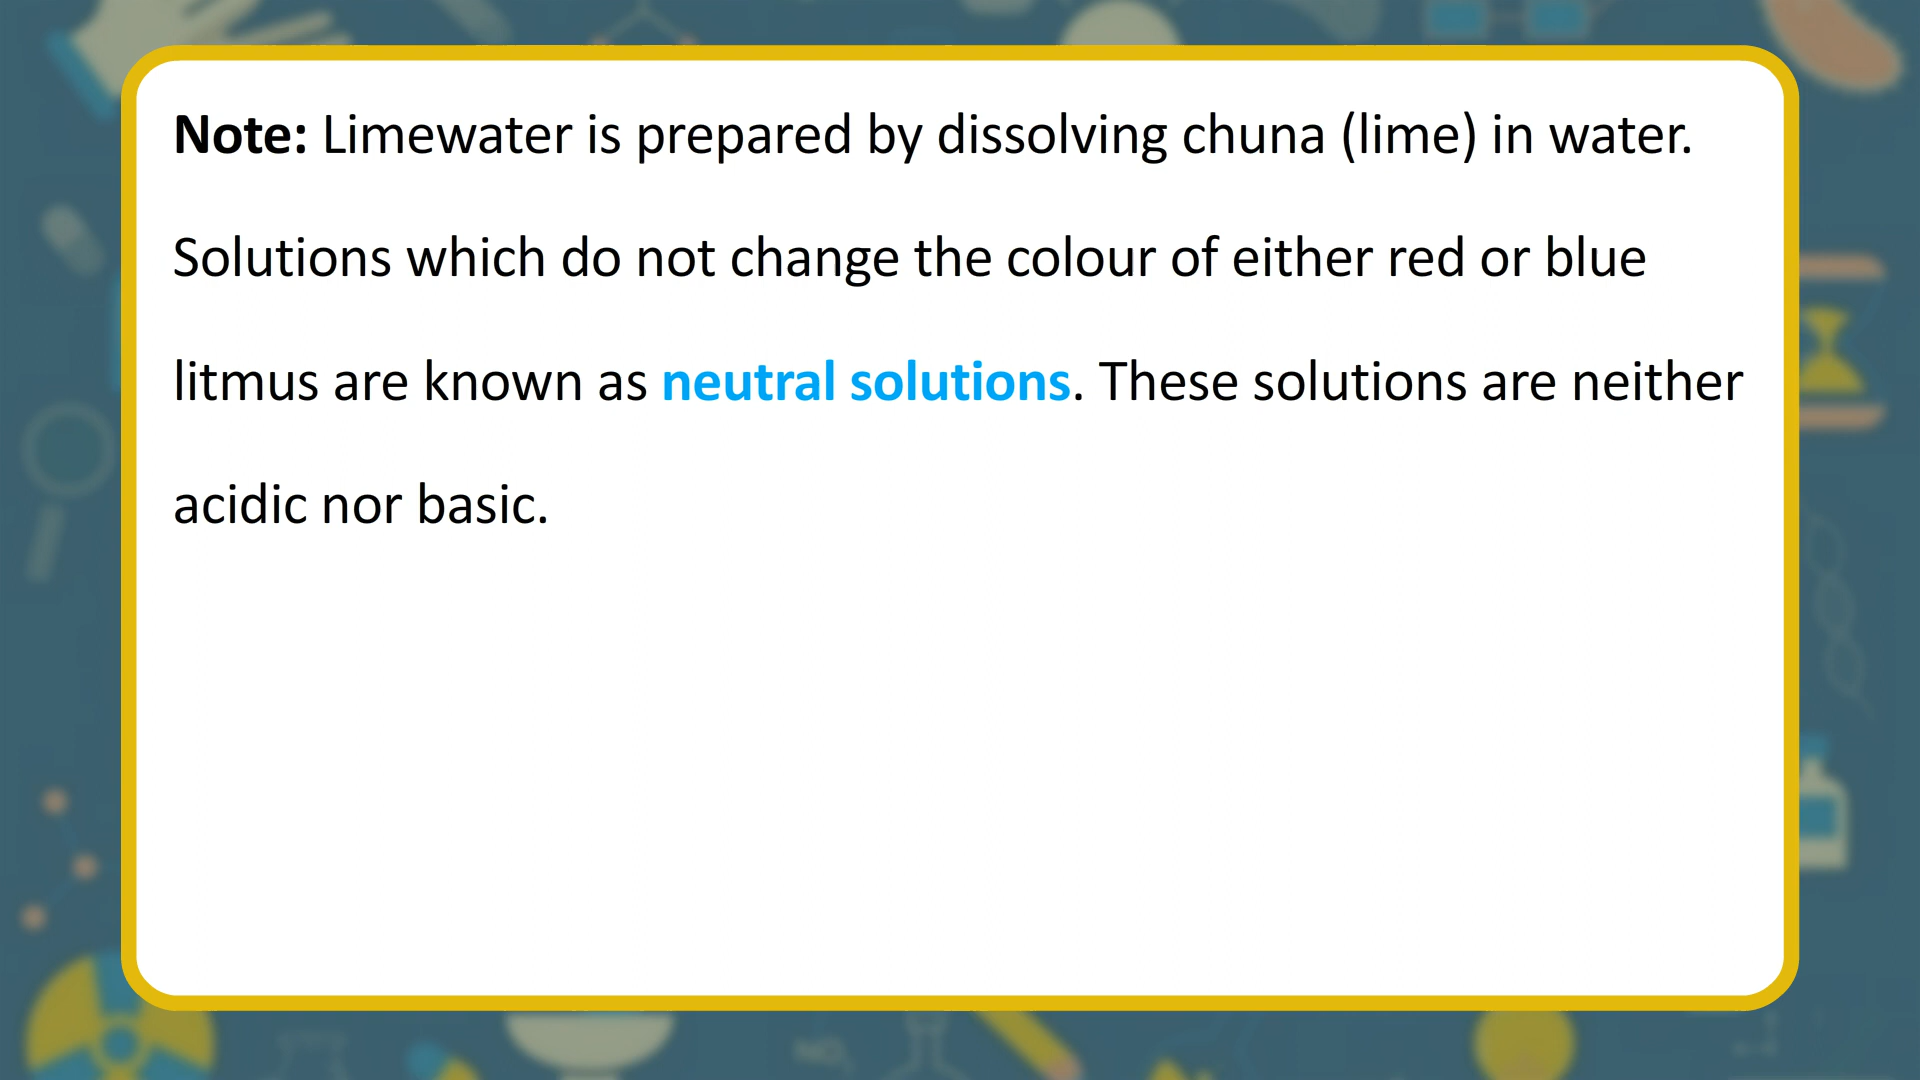 Note: Limewater is prepared by dissolving chuna (lime) in water.
Solutions which do not change the colour of either red or blue
litmus are known as neutral solutions. These solutions are neither
acidic nor basic.